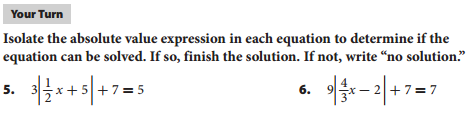 Your Turn
Isolate the absolute value expression in each equation to determine if the
equation can be solved. If so, finish the solution. If not, write “no solution.”
5. 3|1/2 x + 5| + 7 = 5 6. 9|4/3 x − 2| + 7 = 7